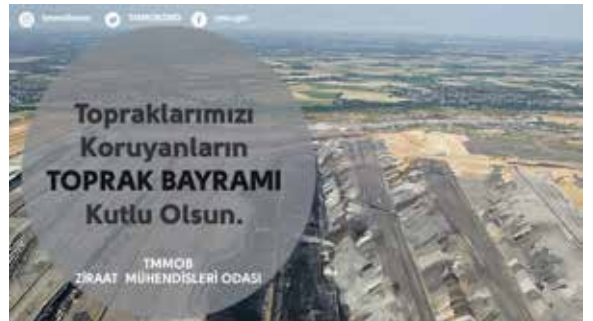 Topraklarımızı
Koruyanların
TOPRAK BAYRAMI
Kutlu Olsun.
TMMOB
ZİRAAT MÜHENDİSLERİ ODASI